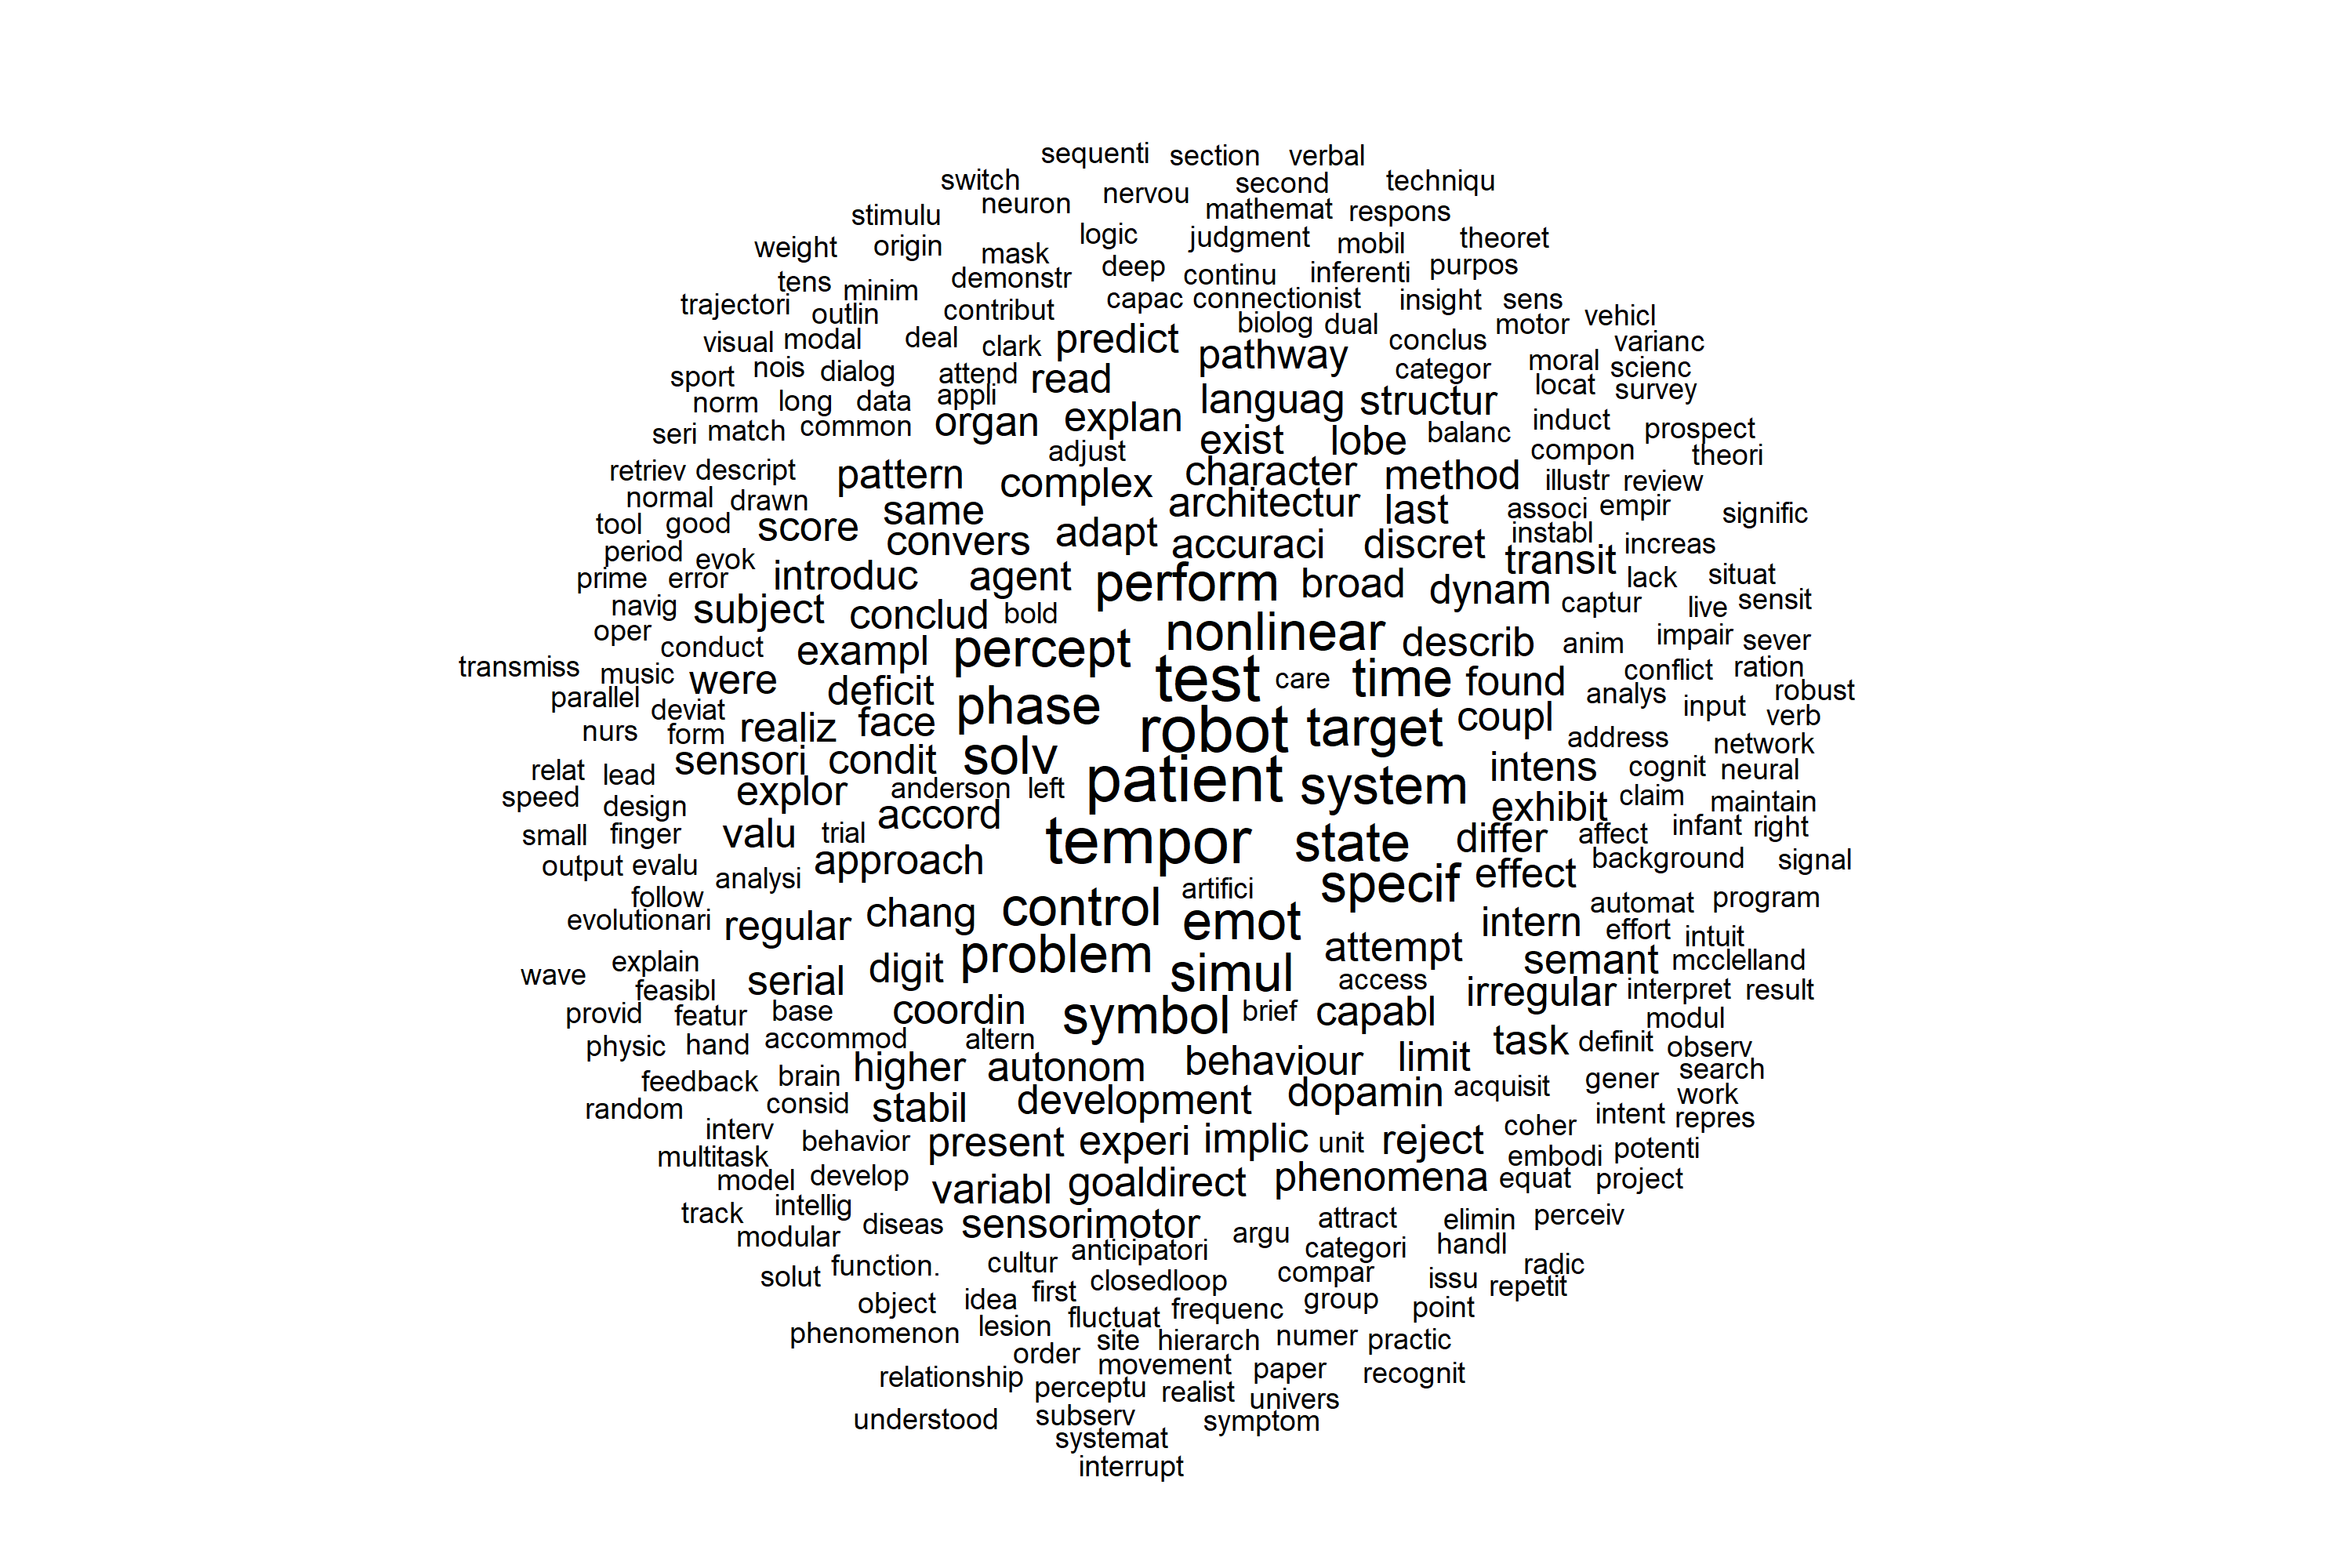 sequenti section verbal
switch nervou second techniqu
stimulu neuron mathemat respons
weight origin mask logic judgment mobil theoret
tens minim demonstr deep continu inferenti purpos
trajectori outlin contribut capac connectionist insight sens
visual modal deal clark predict biolog dual conclus motor vehicl
sport nois dialog attend read pathway categor moral scienc varianc
norm long data appli languag structur locat survey
seri match common organ explan exist lobe balanc induct prospect
retriev descript pattern adjust complex character method compon theori
normal drawn same architectur last illustr review
tool good score convers adapt accuraci discret associ empir signific
period evok introduc agent perform broad transit instabl increas
prime error subject conclud bold dynam captur lack situat
navig conduct exampl percept nonlinear describ anim live sensit
oper music were deficit phase test care time found impair sever
transmiss parallel deviat realiz face robot target coupl analys conflict ration
nurs form sensori condit solv address input robust verb
relat lead explor anderson left patient system intens cognit network neural
speed design accord exhibit claim maintain
small finger valu trial approach tempor state differ affect infant right
output evalu analysi artifici specif effect background signal
follow evolutionari regular chang control emot intern automat program
wave explain serial digit problem simul attempt semant effort intuit mcclelland
feasibl coordin symbol brief access capabl irregular interpret result
provid featur base altern task modul
physic hand accommod higher autonom behaviour limit definit observ
feedback brain stabil development dopamin acquisit gener search work
random consid present experi implic unit reject coher intent repres
interv behavior embodi potenti
multitask model develop variabl goaldirect phenomena equat project
track intellig diseas sensorimotor argu attract elimin perceiv
modular function. cultur anticipatori categori handl
solut object idea first closedloop compar issu radic repetit
phenomenon lesion fluctuat frequenc group point
order site hierarch numer practic
relationship perceptu movement paper recognit
understood subserv realist univers symptom
systemat
interrupt